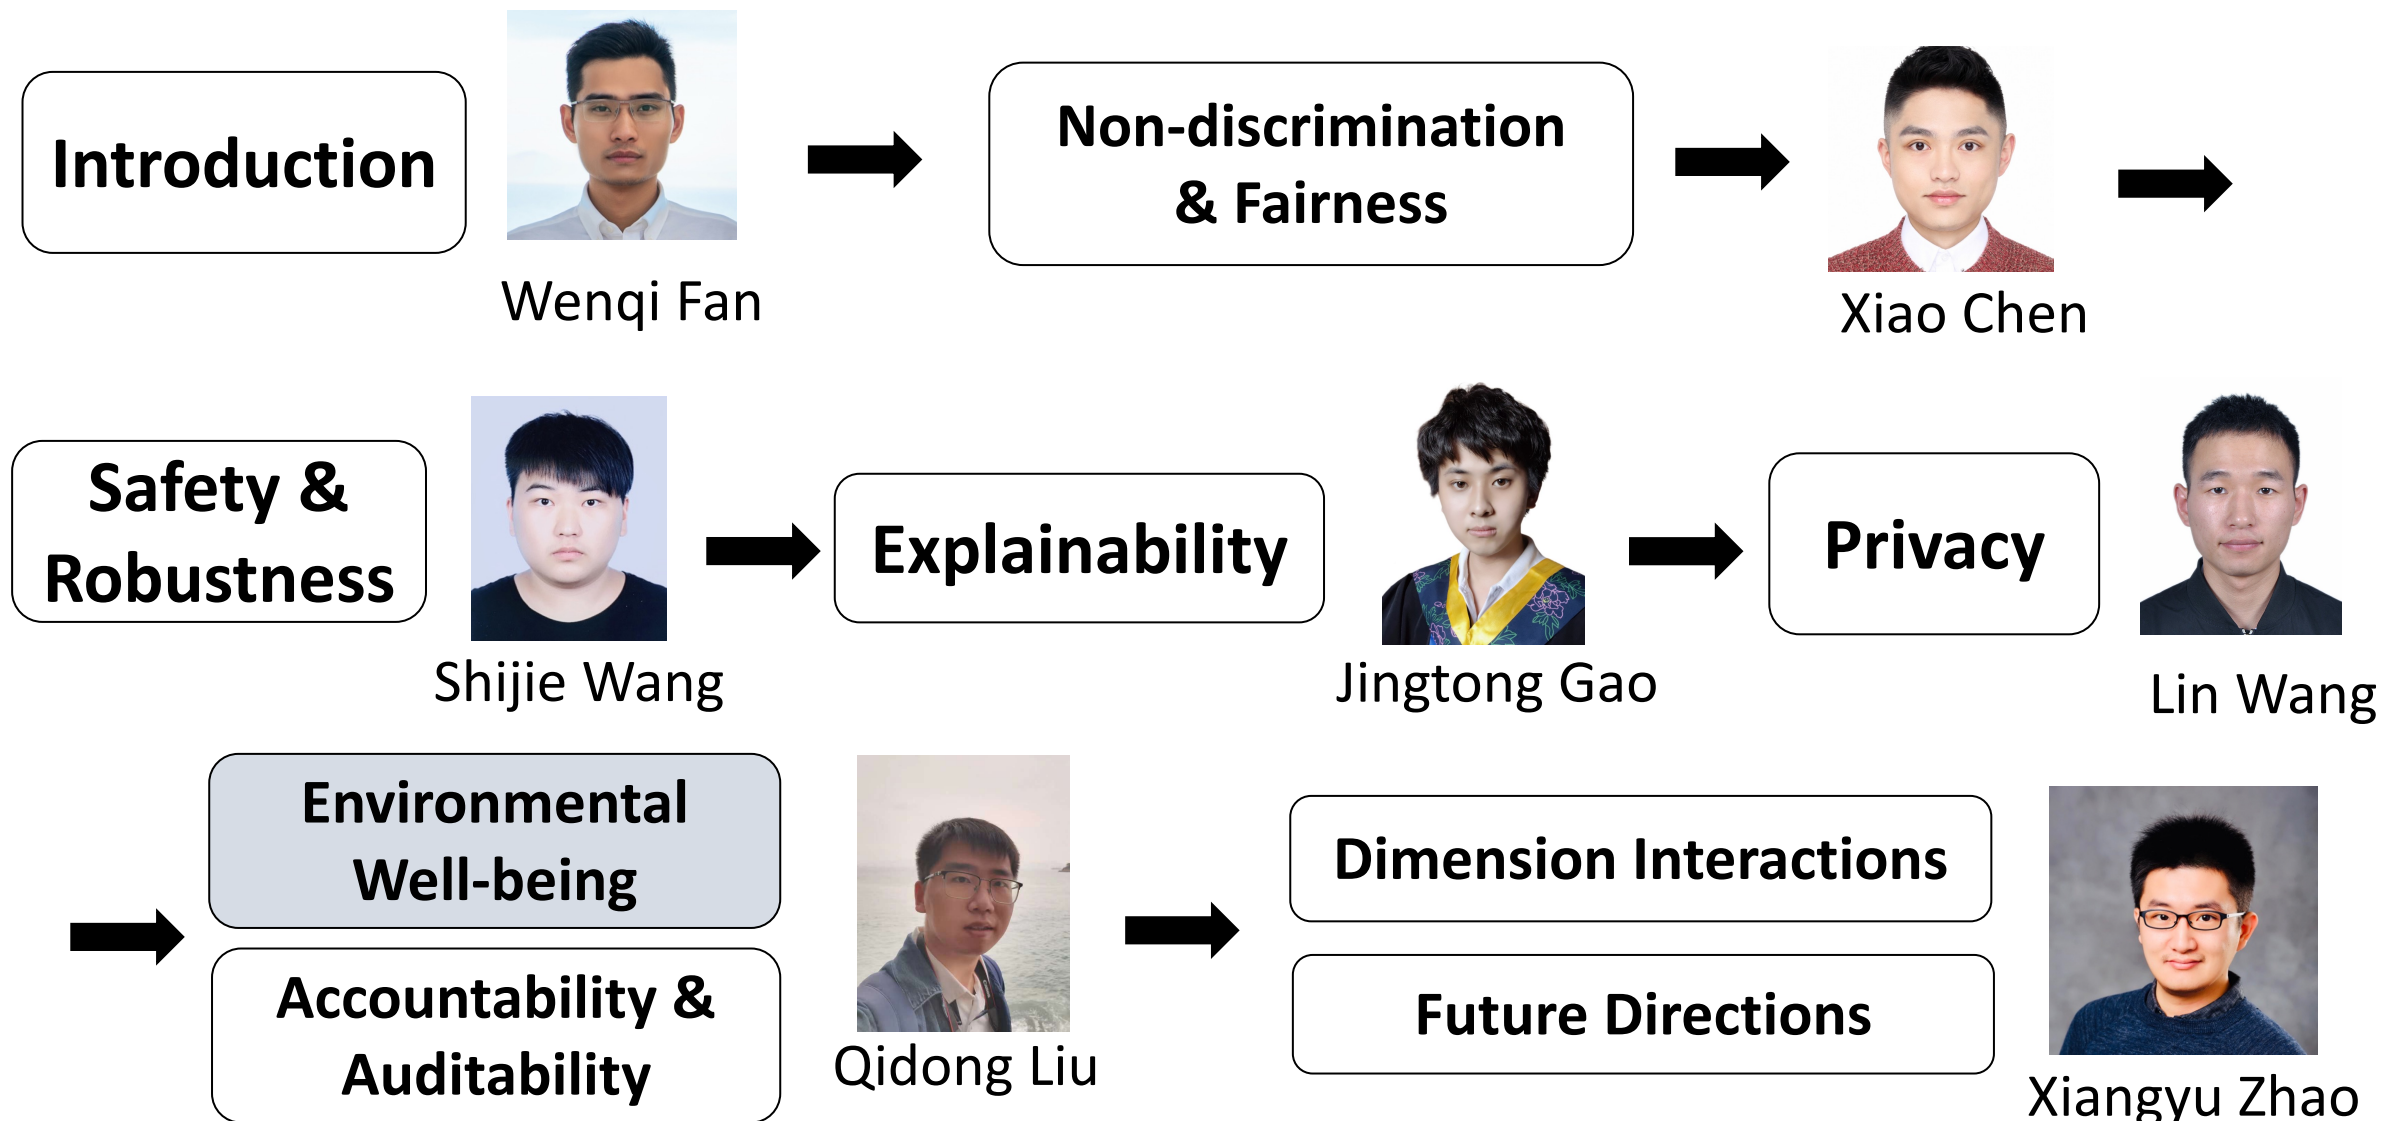 Introduction
Wenqi Fan
Non-discrimination
& Fairness
Xiao Chen
Safety &
Robustness
Shijie Wang
Explainability
Jingtong Gao
Privacy
Lin Wang
Environmental
Well-being
Accountability &
Auditability
Qidong Liu
Dimension Interactions
Future Directions
Xiangyu Zhao